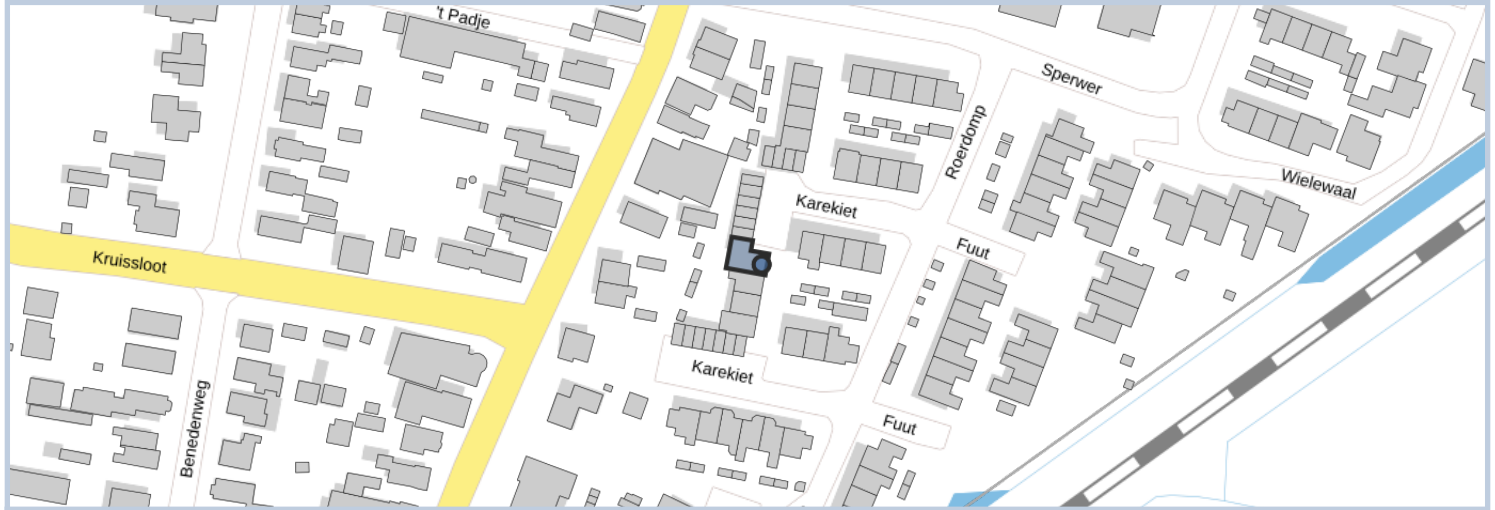 't Padje
Sperwer
Roerdomp
Wielewaal
Karekiet
Fuut
Kruissloot
Karekiet
Benedenweg
Fuut